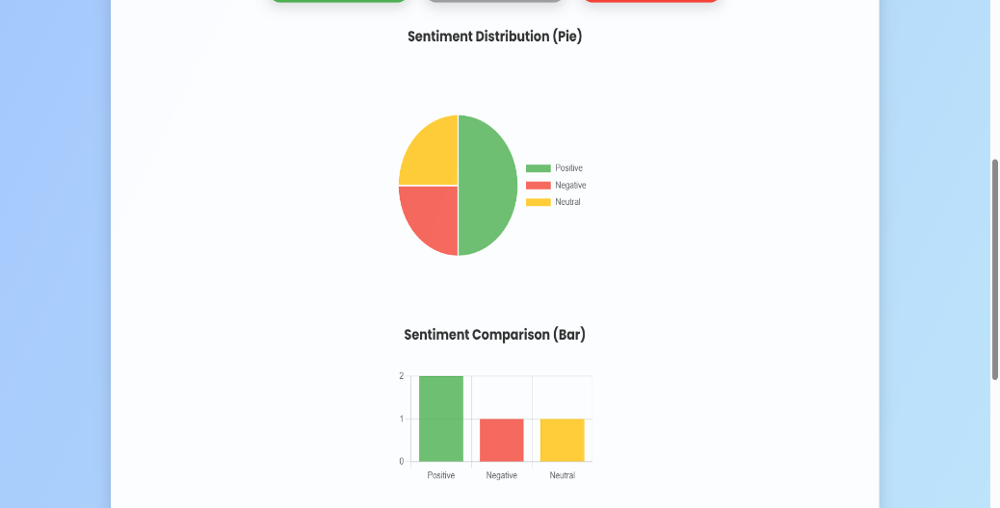 Sentiment Distribution (Pie)
Positive
Negative
Neutral
Sentiment Comparison (Bar)
2
1
0
Positive Negative Neutral